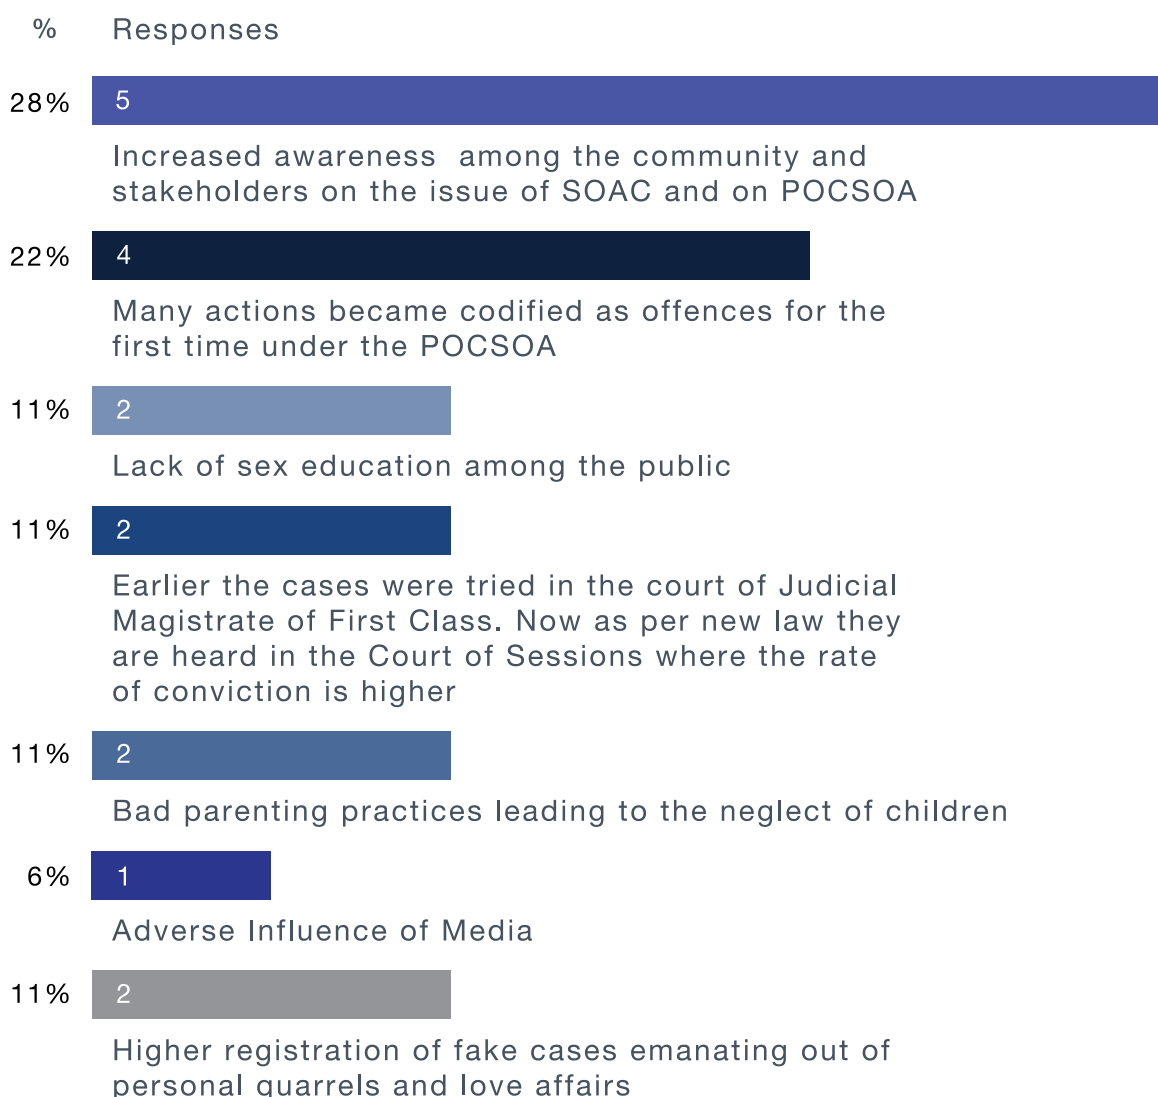 % Responses
28% 5
Increased awareness among the community and
stakeholders on the issue of SOAC and on POCSOA
22% 4
Many actions became codified as offences for the
first time under the POCSOA
11% 2
Lack of sex education among the public
11% 2
Earlier the cases were tried in the court of Judicial
Magistrate of First Class. Now as per new law they
are heard in the Court of Sessions where the rate
of conviction is higher
11% 2
Bad parenting practices leading to the neglect of children
6% 1
Adverse Influence of Media
11% 2
Higher registration of fake cases emanating out of
personal quarrels and love affairs